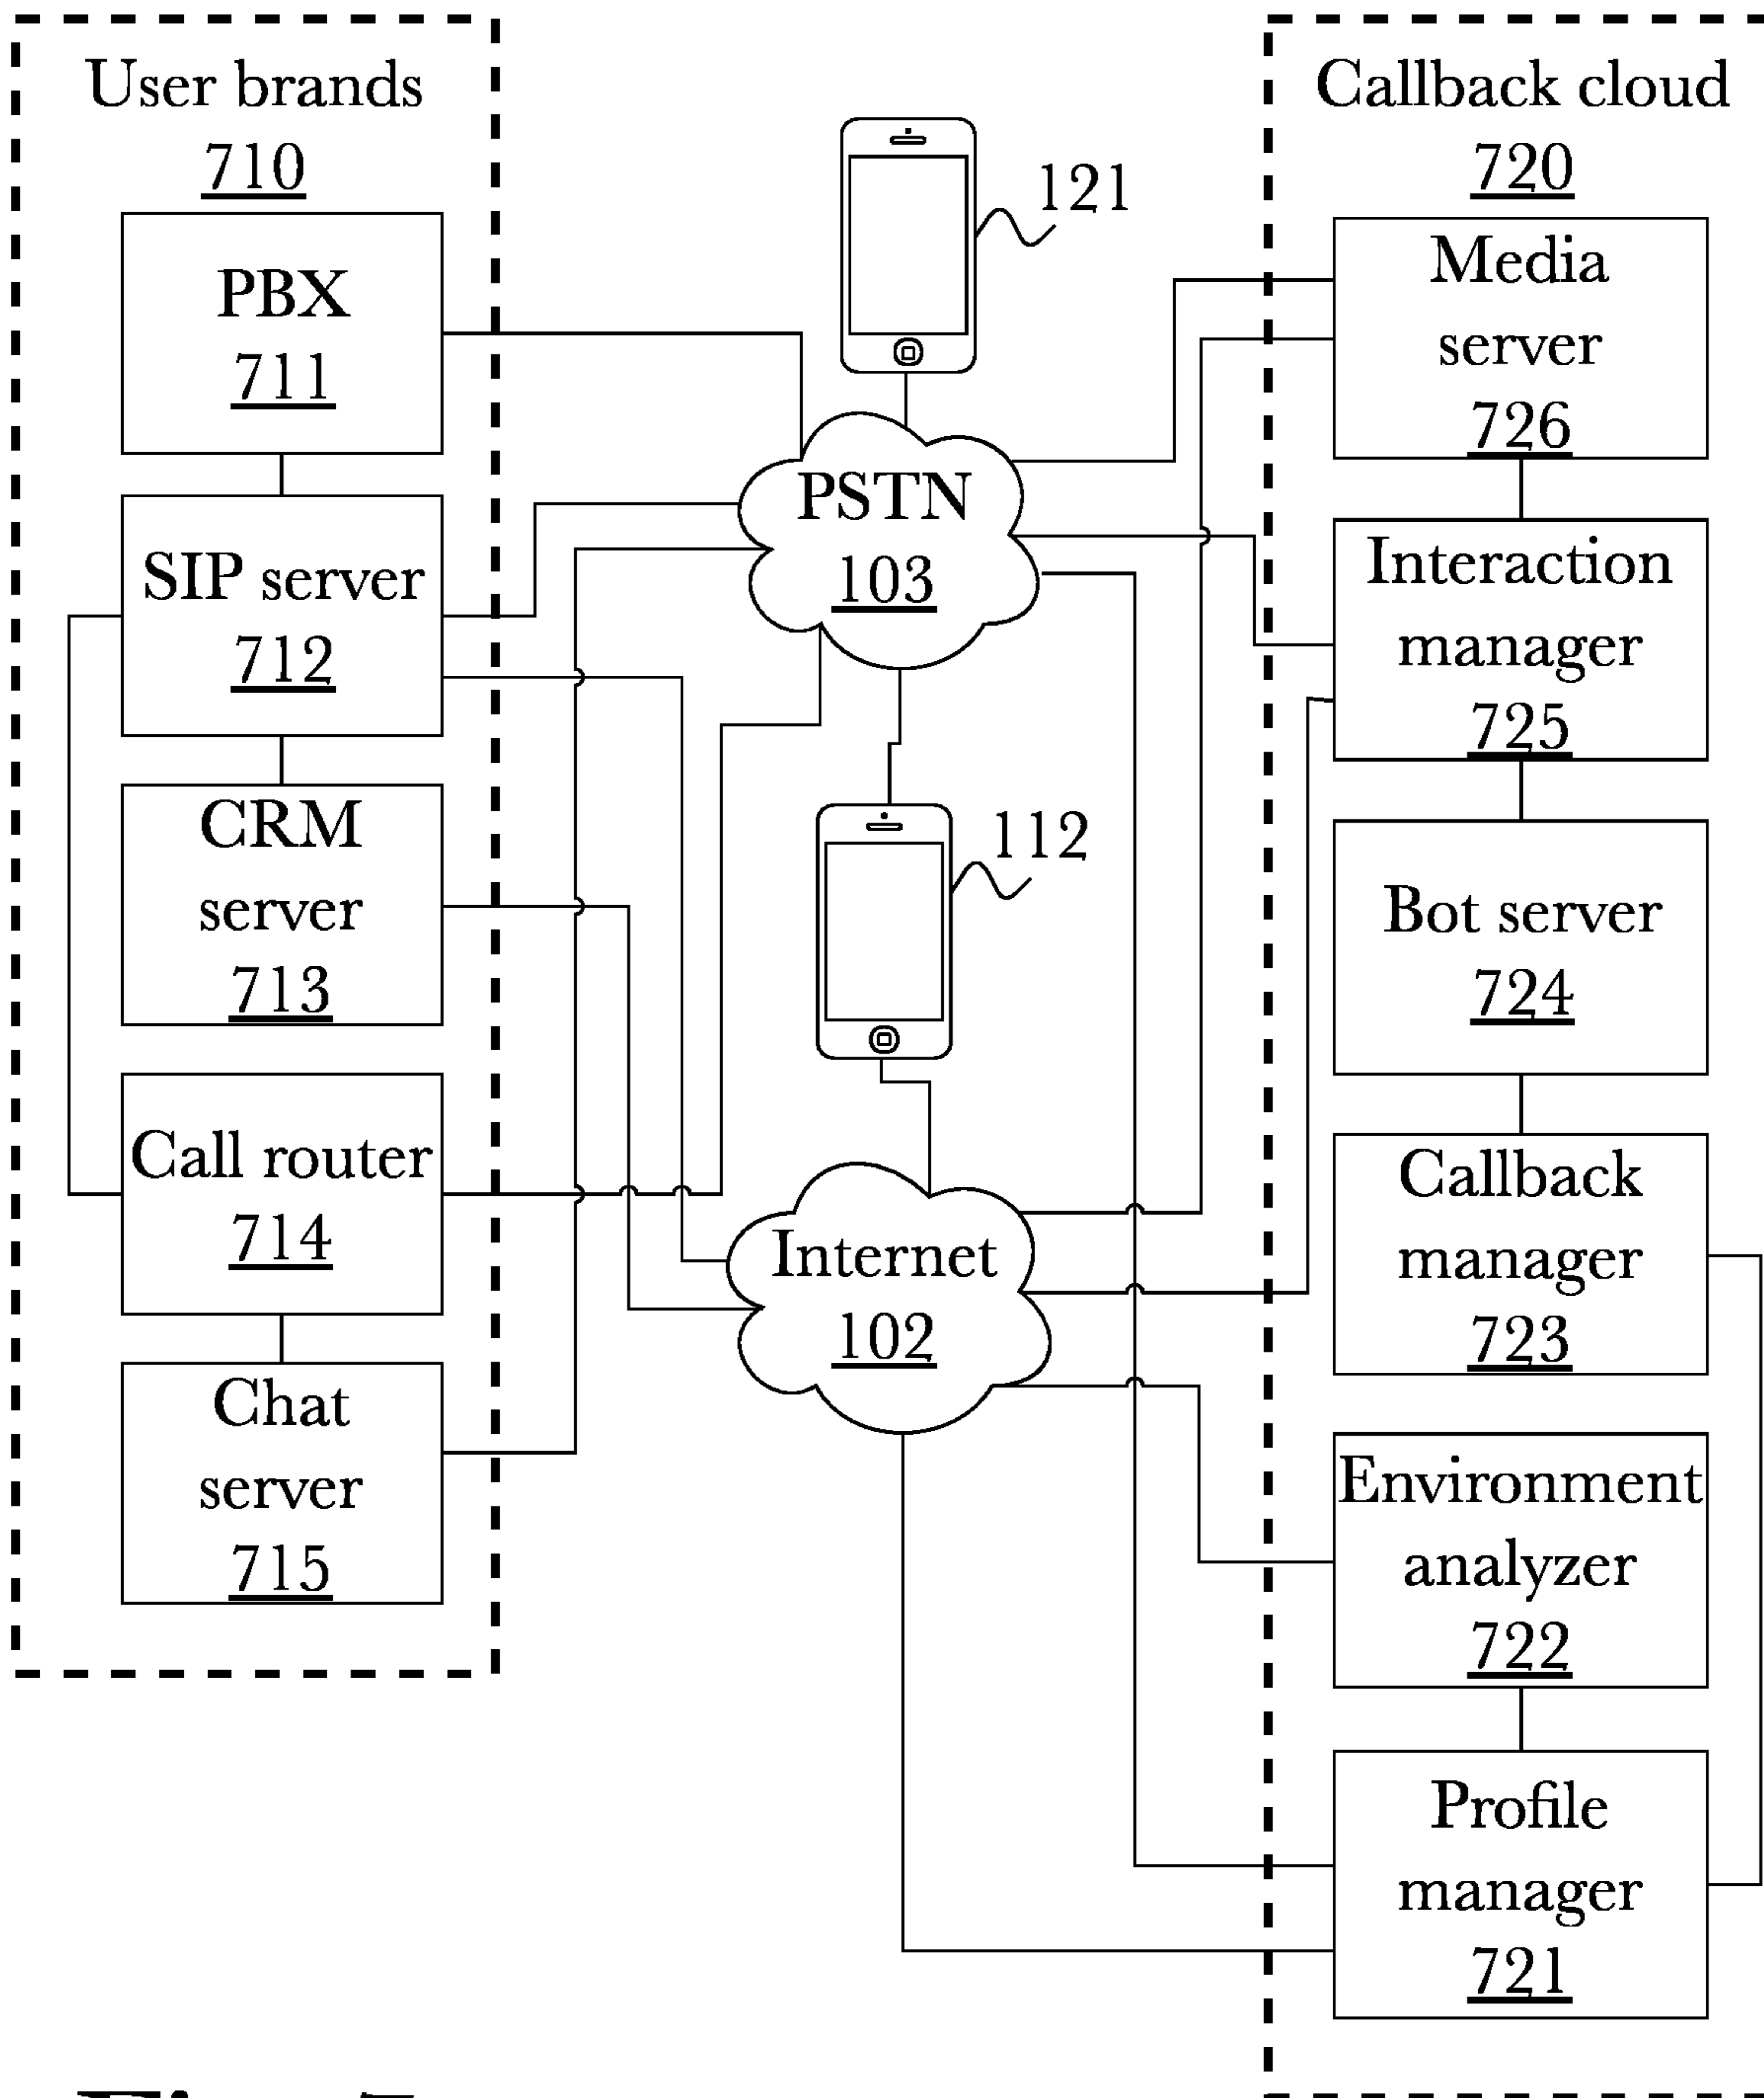 User brands
710
PBX
711
SIP server
712
CRM
server
713
Call router
714
Chat
server
715
121
PSTN
103
112
Internet
102
Callback cloud
720
Media
server
726
Interaction
manager
725
Bot server
724
Callback
manager
723
Environment
analyzer
722
Profile
manager
721